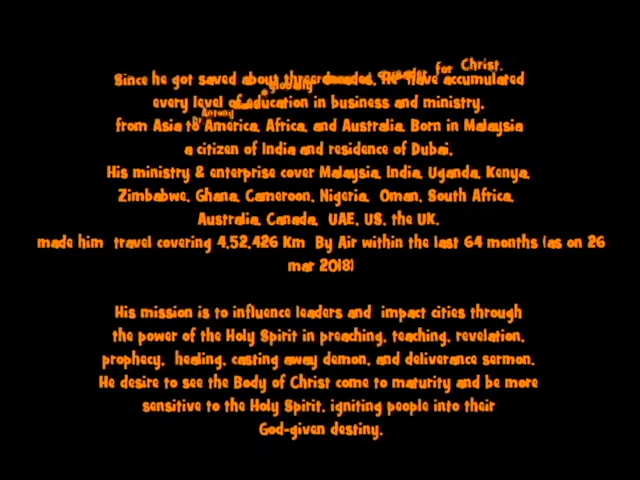 Since he got saved about three decades, He have accumulated
for Christ.
globally
every level of education in business and ministry,
Antony
from Asia to America, Africa, and Australia. Born in Malaysia
a citizen of India and residence of Dubai,
His ministry & enterprise cover Malaysia, India, Uganda, Kenya,
Zimbabwe, Ghana, Cameroon, Nigeria, Oman, South Africa,
Australia, Canada, UAE, US, the UK,
made him travel covering 4,52,426 Km By Air within the last 64 months (as on 26
mar 2018)
His mission is to influence leaders and impact cities through
the power of the Holy Spirit in preaching, teaching, revelation,
prophecy, healing, casting away demon, and deliverance sermon.
He desire to see the Body of Christ come to maturity and be more
sensitive to the Holy Spirit, igniting people into their
God-given destiny.